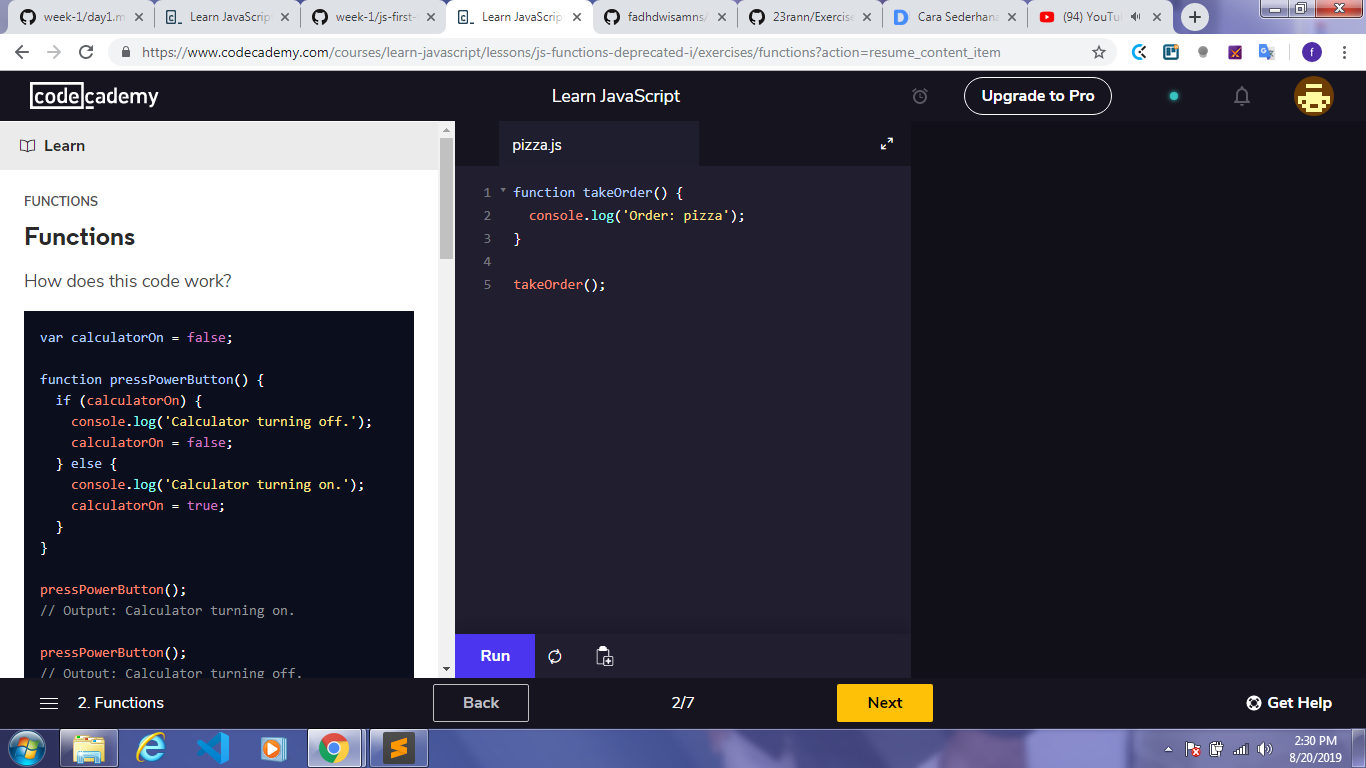 week-1/day1.m
Learn JavaScrip
week-1/js-first-
Learn JavaScrip
fadhdwisamns/
23rann/Exercis
Cara Sederhana
(94) YouTu
https://www.codecademy.com/courses/learn-javascript/lessons/js-functions-deprecated-i/exercises/functions?action=resume_content_item
f
codecademy
Learn JavaScript
Upgrade to Pro
Learn
FUNCTIONS
Functions
How does this code work?
var calculatorOn = false;
function pressPowerButton() {
  if (calculatorOn) {
    console.log('Calculator turning off.');
    calculatorOn = false;
  } else {
    console.log('Calculator turning on.');
    calculatorOn = true;
  }
}
pressPowerButton();
// Output: Calculator turning on.
pressPowerButton();
// Output: Calculator turning off.
pizza.js
1 function takeOrder() {
2   console.log('Order: pizza');
3 }
4
5 takeOrder();
Run
2. Functions
Back
2/7
Next
Get Help
2:30 PM
8/20/2019